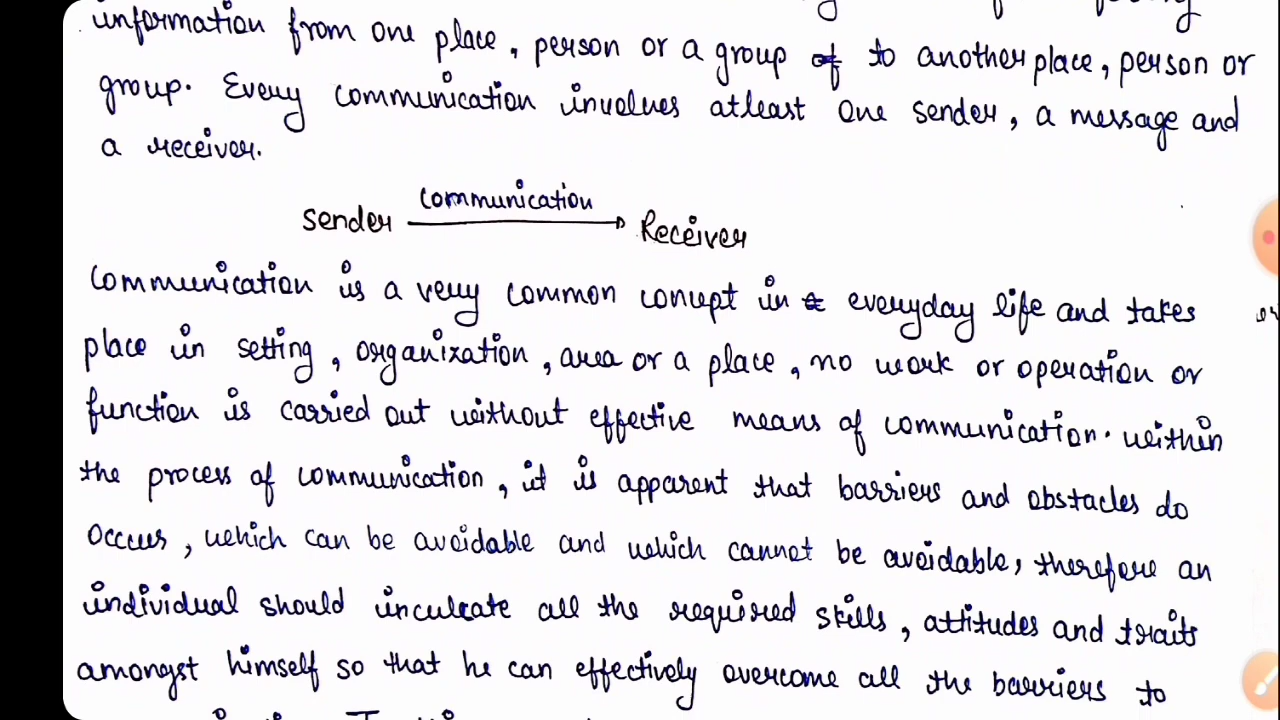 information from one place, person or a group of to another place, person or
group. Every communication involves atleast one sender, a message and
a receiver.
communication
Sender
Receiver
Communication is a very common concept in a everyday life and takes
place in setting, organization, area or a place, no work or operation or
function is carried out without effective means of communication. within
the process of communication, it is apparent that barriers and obstacles do
occur, which can be avoidable and which cannot be avoidable, therefore an
individual should inculcate all the required skills, attitudes and traits
amongst himself so that he can effectively overcome all the barriers to